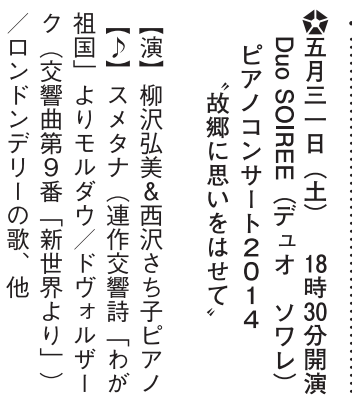 ✪五月三一日（土）　18時30分開演
Duo SOIREE（デュオ　ソワレ）
ピアノコンサート2014
〝故郷に思いをはせて〟
【演】柳沢弘美＆西沢さち子ピアノ
【♪】スメタナ（連作交響詩「わが
祖国」よりモルダウ／ドヴォルザー
ク（交響曲第9番「新世界より」）
／ロンドンデリーの歌、他